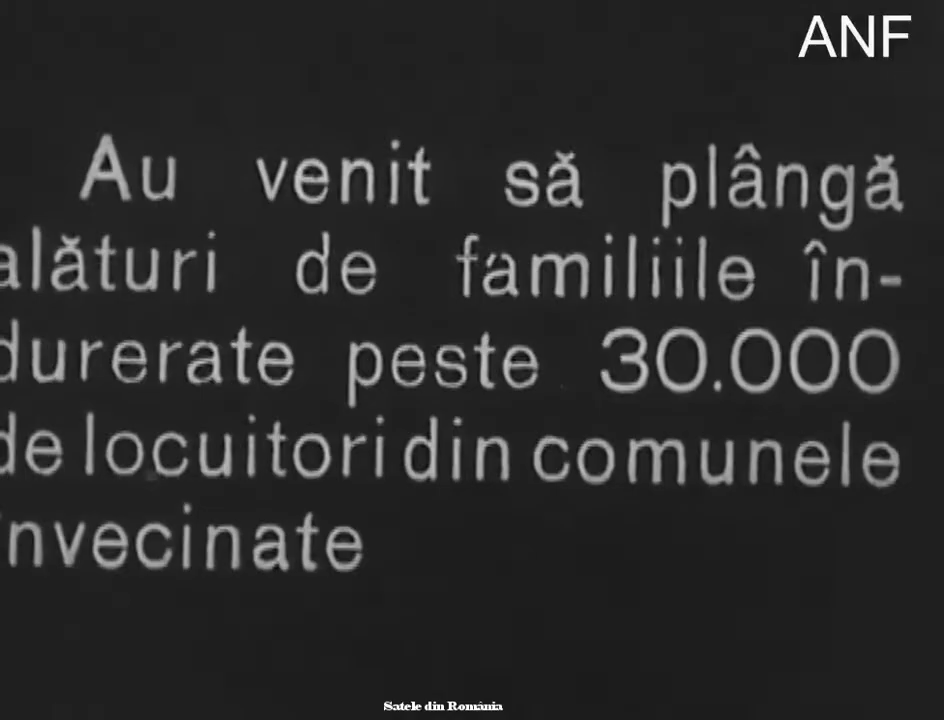 ANF
Au venit să plângă
alături de familiile în-
durerate peste 30.000
de locuitori din comunele
învecinate
Satele din România